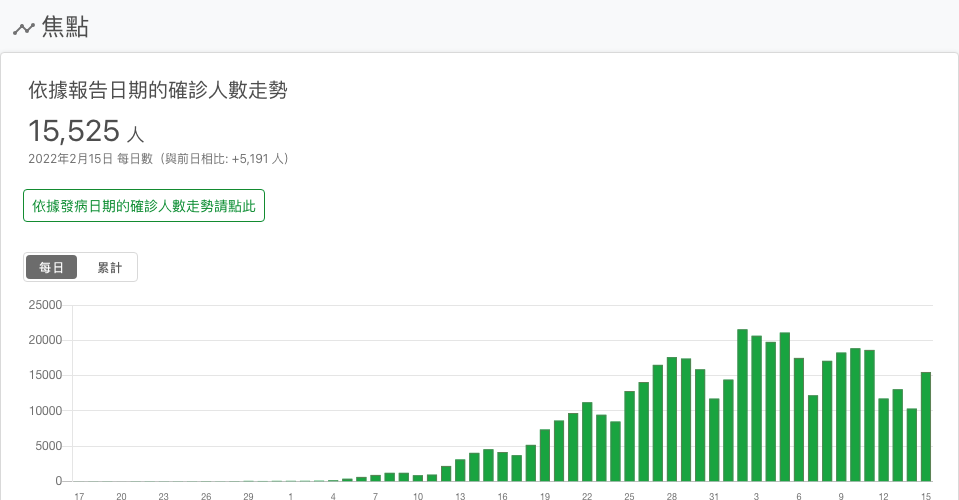 焦點
依據報告日期的確診人數走勢
15,525 人
2022年2月15日 每日數（與前日相比: +5,191 人）
依據發病日期的確診人數走勢請點此
每日 累計
25000
20000
15000
10000
5000
0
17 20 23 26 29 1 4 7 10 13 16 19 22 25 28 31 3 6 9 12 15